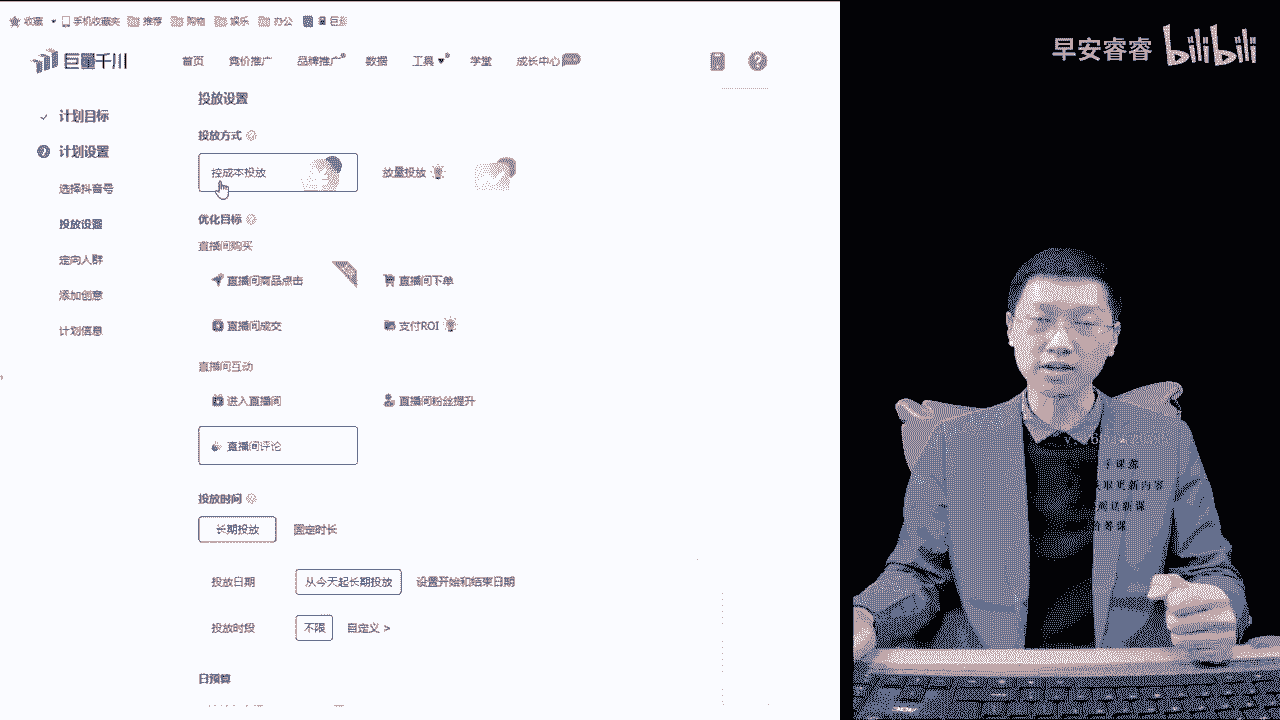 收藏 手机收藏夹 推荐 购物 娱乐 办公
巨量千川 首页 竞价推广 品牌推广 数据 工具 学堂 成长中心
早安睿睿 bilibili
计划目标
计划设置
选择抖音号
投放设置
定向人群
添加创意
计划信息
投放设置
投放方式
控成本投放 放量投放
优化目标
直播间购买
直播间商品点击 直播间下单
直播间成交 支付ROI
直播间互动
进入直播间 直播间粉丝提升
直播间评论
投放时间
长期投放 固定时长
投放日期 从今天起长期投放 设置开始和结束日期
投放时段 不限 自定义 >
日预算